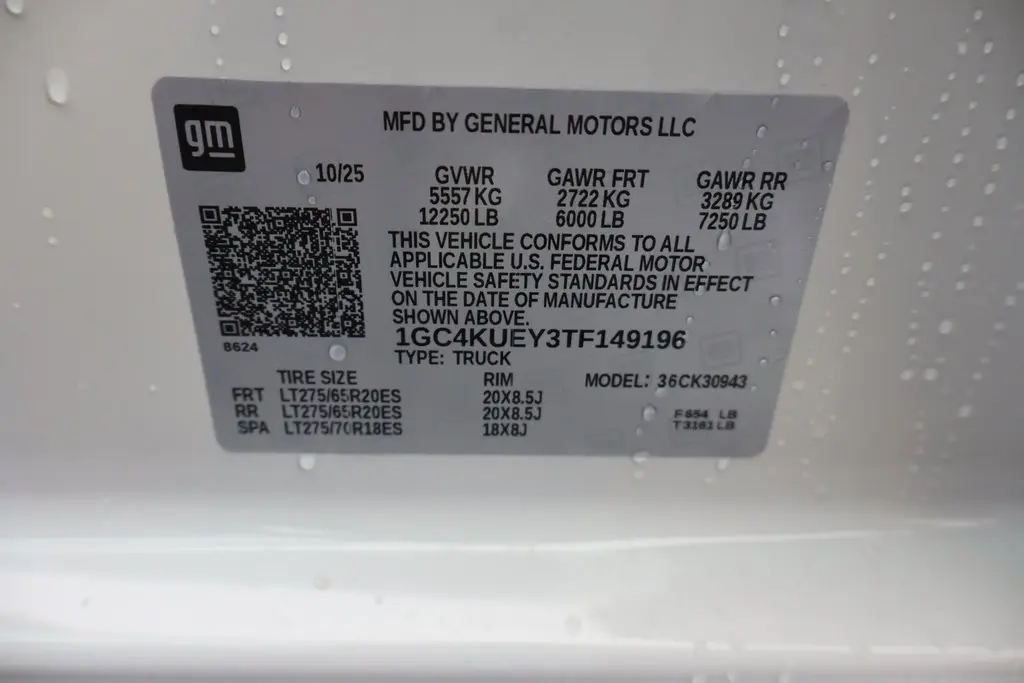 gm
MFD BY GENERAL MOTORS LLC
10/25 GVWR GAWR FRT GAWR RR
5557 KG 2722 KG 3289 KG
12250 LB 6000 LB 7250 LB
THIS VEHICLE CONFORMS TO ALL
APPLICABLE U.S. FEDERAL MOTOR
VEHICLE SAFETY STANDARDS IN EFFECT
ON THE DATE OF MANUFACTURE
SHOWN ABOVE.
8624
1GC4KUEY3TF149196
TYPE: TRUCK
TIRE SIZE RIM MODEL: 36CK30943
FRT LT275/65R20ES 20X8.5J
RR LT275/65R20ES 20X8.5J
SPA LT275/70R18ES 18X8J
F 654 LB
T 3161 LB